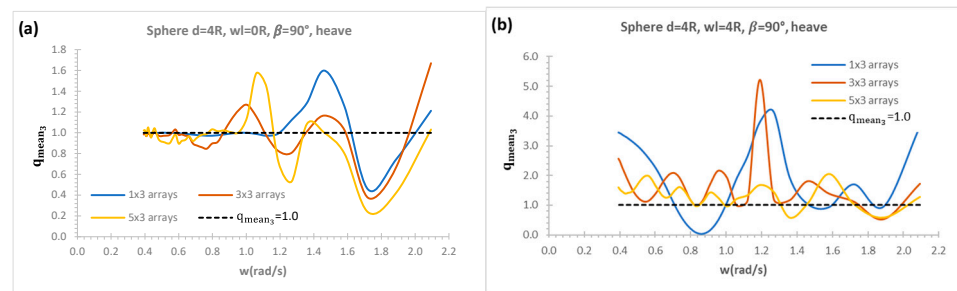 (a)
Sphere d=4R, wl=0R, β=90°, heave
1.8
1.6
1.4
1.2
1.0
0.8
0.6
0.4
0.2
0.0
qmean3
1x3 arrays
3x3 arrays
5x3 arrays
qmean3=1.0
0.0 0.2 0.4 0.6 0.8 1.0 1.2 1.4 1.6 1.8 2.0 2.2
w(rad/s)
(b)
Sphere d=4R, wl=4R, β=90°, heave
6.0
5.0
4.0
3.0
2.0
1.0
0.0
qmean3
1x3 arrays
3x3 arrays
5x3 arrays
qmean3=1.0
0.0 0.2 0.4 0.6 0.8 1.0 1.2 1.4 1.6 1.8 2.0 2.2
w(rad/s)